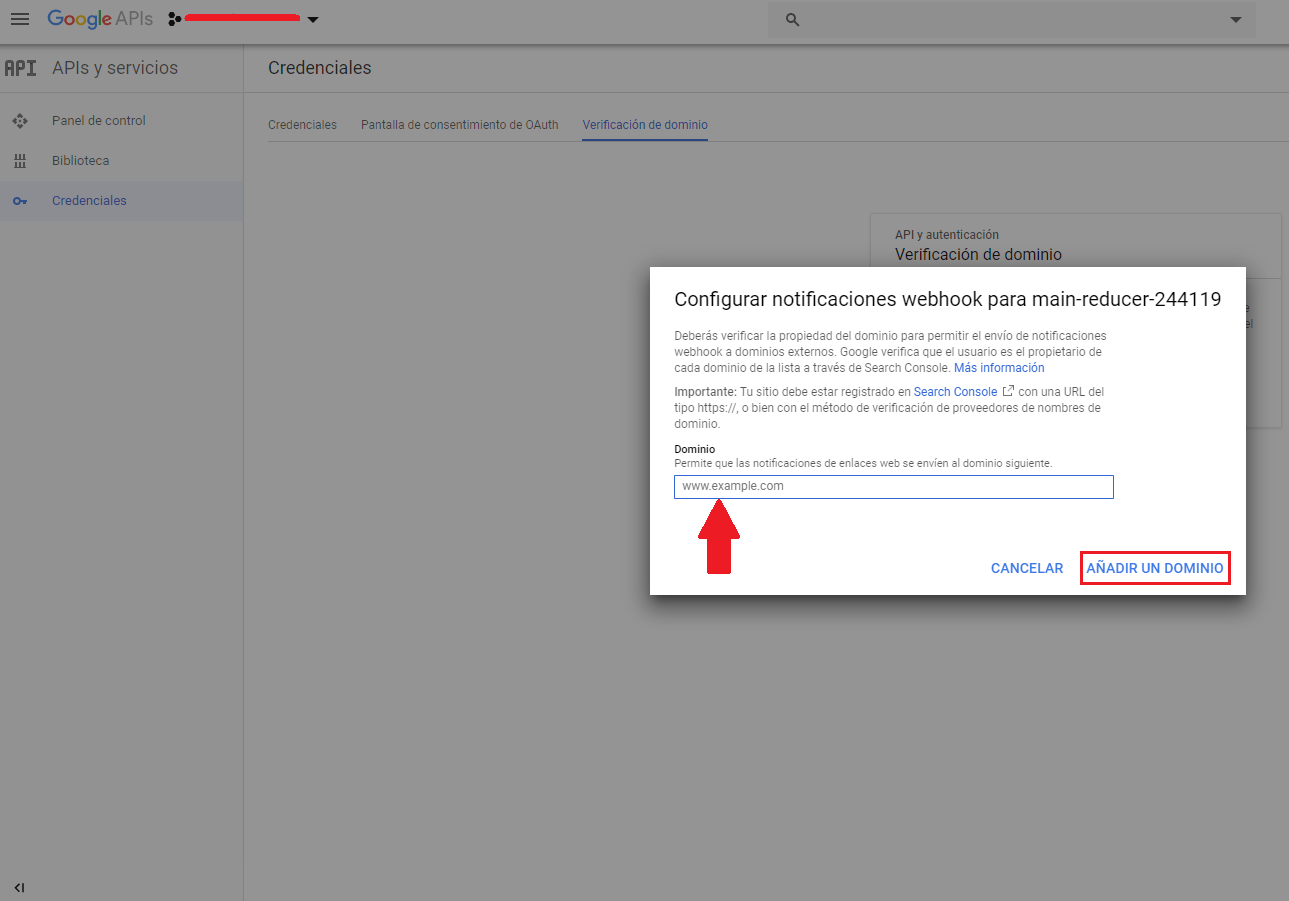 Google APIs
API APIs y servicios
Credenciales
Panel de control
Biblioteca
Credenciales
Credenciales Pantalla de consentimiento de OAuth Verificación de dominio
API y autenticación
Verificación de dominio
e
el
Configurar notificaciones webhook para main-reducer-244119
Deberás verificar la propiedad del dominio para permitir el envío de notificaciones
webhook a dominios externos. Google verifica que el usuario es el propietario de
cada dominio de la lista a través de Search Console. Más información
Importante: Tu sitio debe estar registrado en Search Console con una URL del
tipo https://, o bien con el método de verificación de proveedores de nombres de
dominio.
Dominio
Permite que las notificaciones de enlaces web se envíen al dominio siguiente.
www.example.com
CANCELAR AÑADIR UN DOMINIO